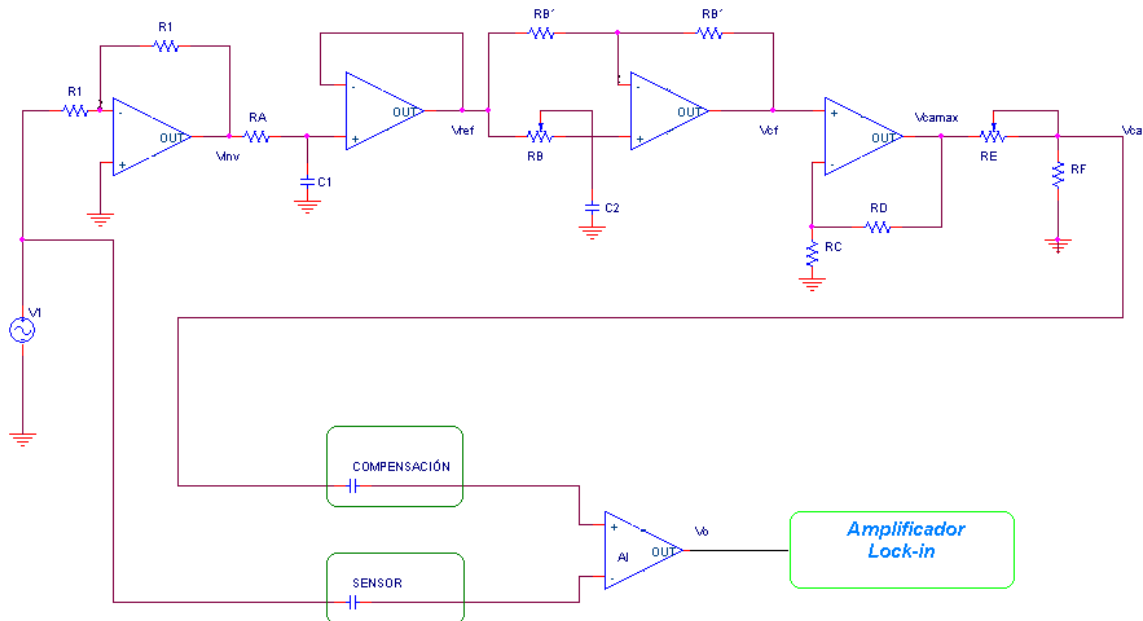 R1
RB´
RB´
R1
RA
-
+
OUT
Vinv
C1
-
+
OUT
Vref
RB
C2
-
+
OUT
Vcf
+
-
OUT
Vcamax
RE
Vca
RF
RD
RC
V1
COMPENSACIÓN
SENSOR
+
-
AI
OUT
Vo
Amplificador
Lock-in